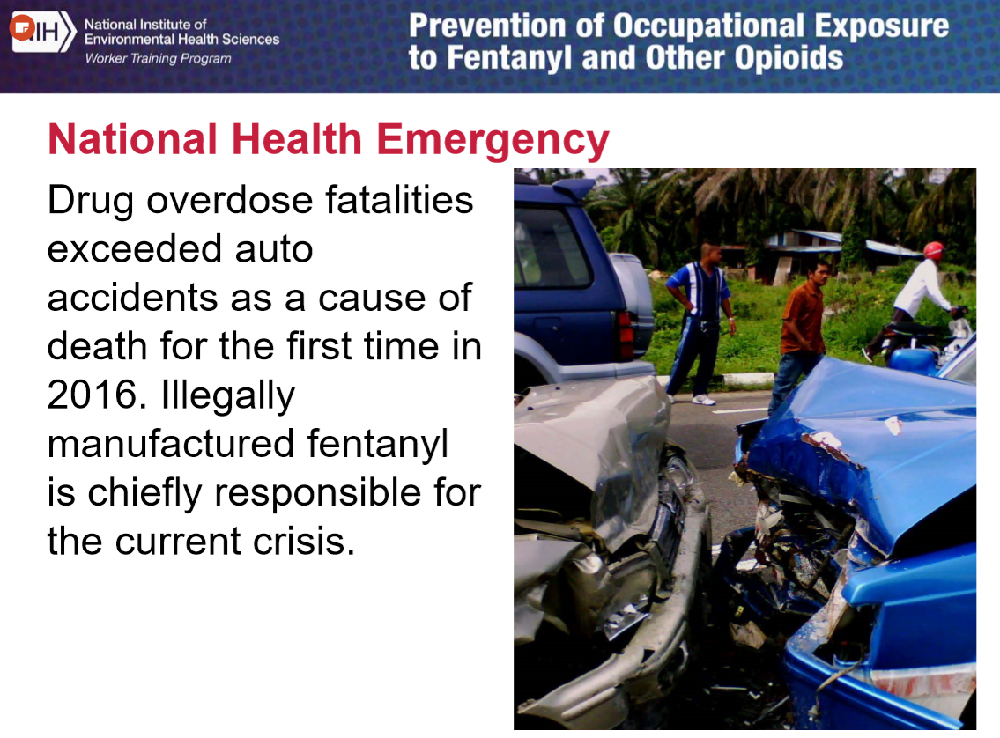 NIH
National Institute of
Environmental Health Sciences
Worker Training Program
Prevention of Occupational Exposure
to Fentanyl and Other Opioids
National Health Emergency
Drug overdose fatalities
exceeded auto
accidents as a cause of
death for the first time in
2016. Illegally
manufactured fentanyl
is chiefly responsible for
the current crisis.